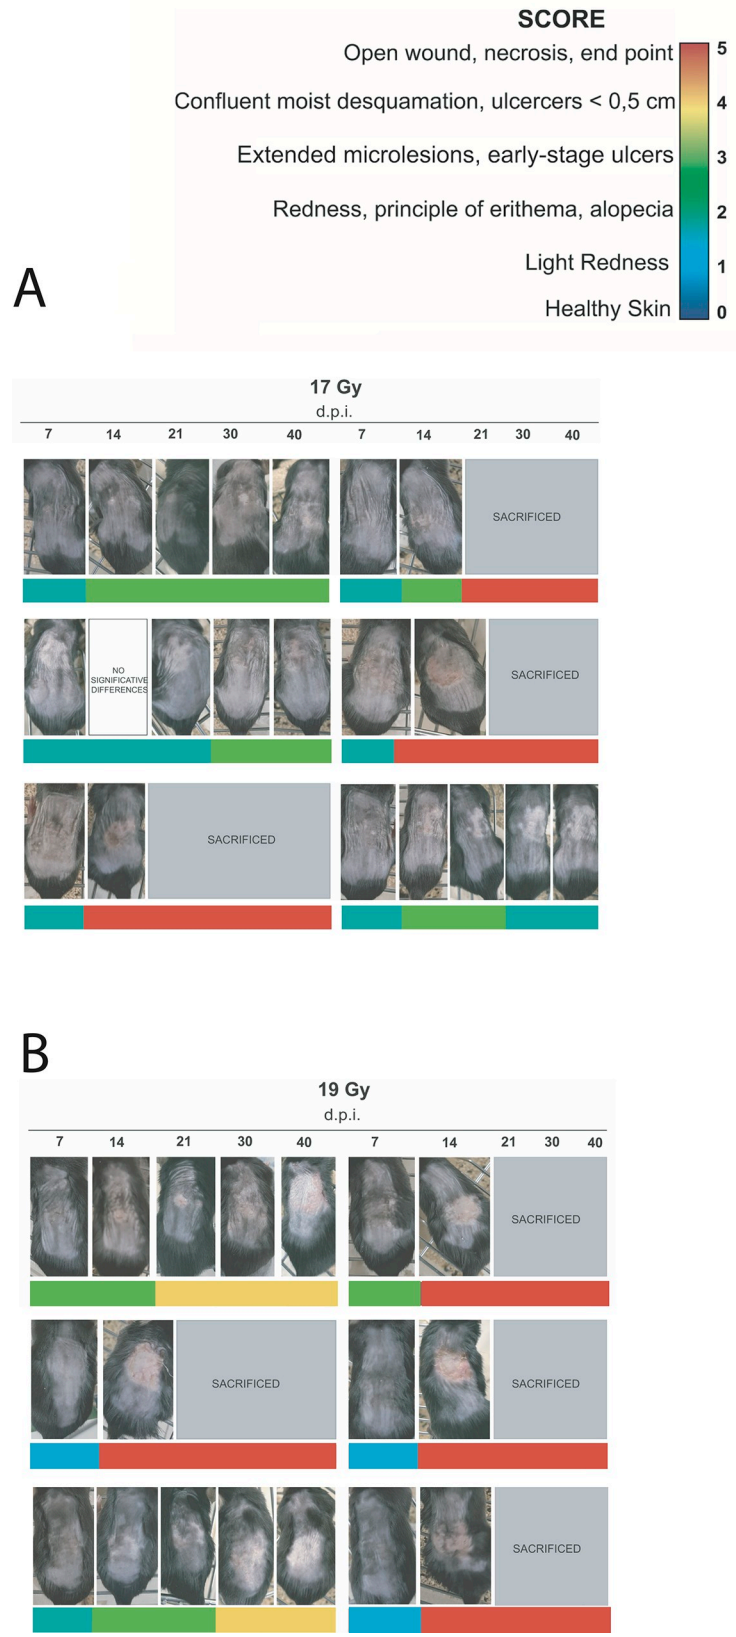 SCORE
Open wound, necrosis, end point
5
Confluent moist desquamation, ulcercers < 0,5 cm
4
Extended microlesions, early-stage ulcers
3
Redness, principle of erithema, alopecia
2
Light Redness
1
Healthy Skin
0
A
17 Gy
d.p.i.
7 14 21 30 40 7 14 21 30 40
SACRIFICED
NO
SIGNIFICATIVE
DIFFERENCES
SACRIFICED
SACRIFICED
B
19 Gy
d.p.i.
7 14 21 30 40 7 14 21 30 40
SACRIFICED
SACRIFICED
SACRIFICED
SACRIFICED